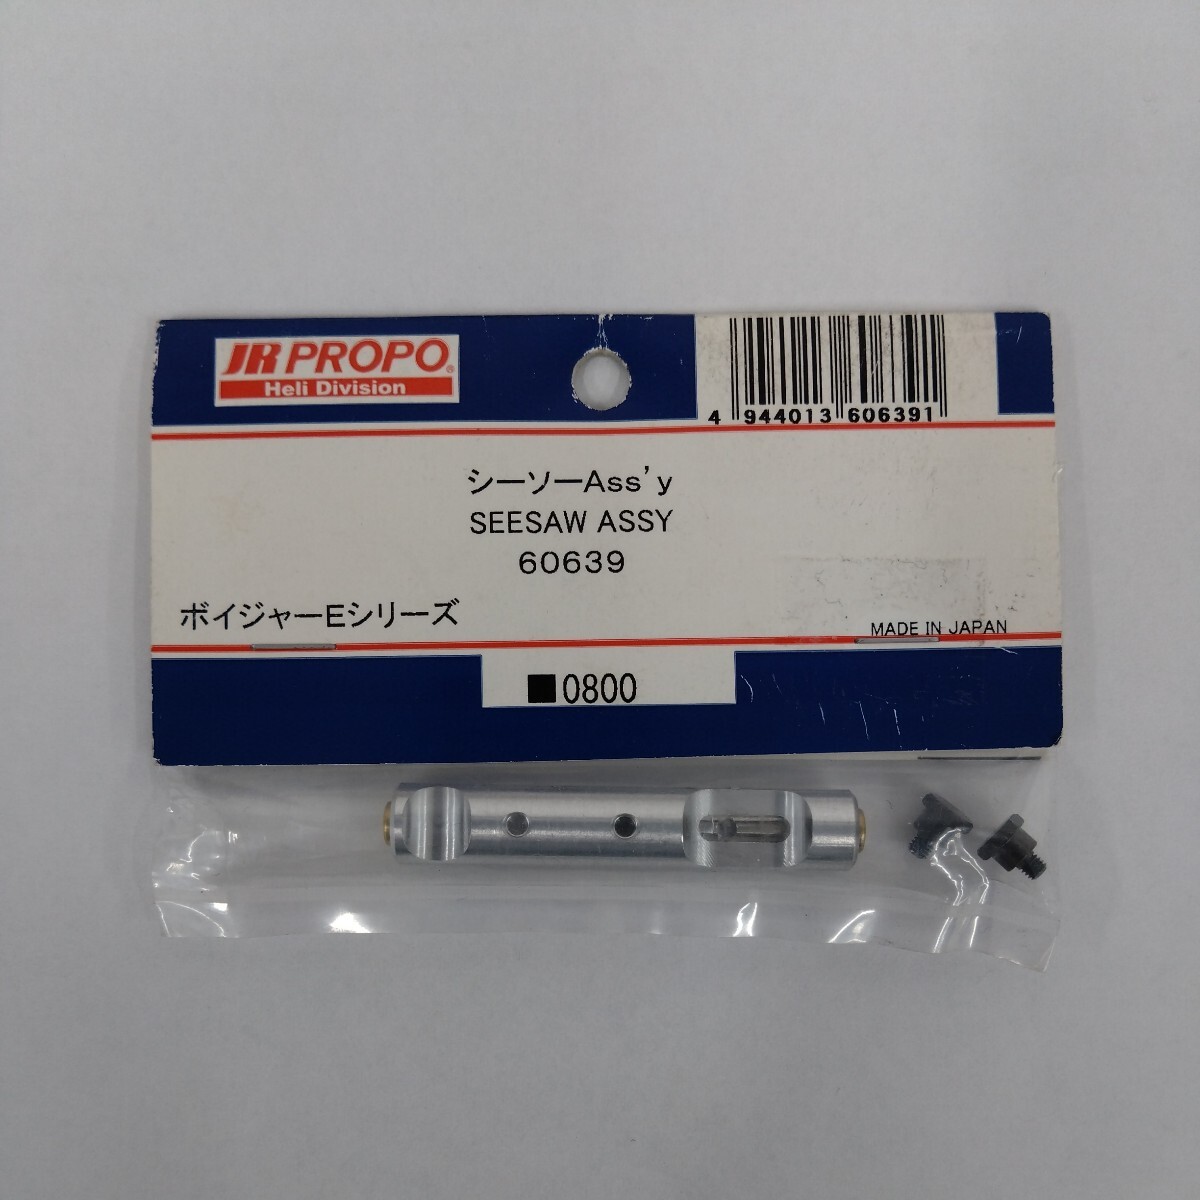 JR PROPO®
Heli Division
4 944013 606391
シーソーAss'y
SEESAW ASSY
60639
ボイジャーEシリーズ
MADE IN JAPAN
■0800